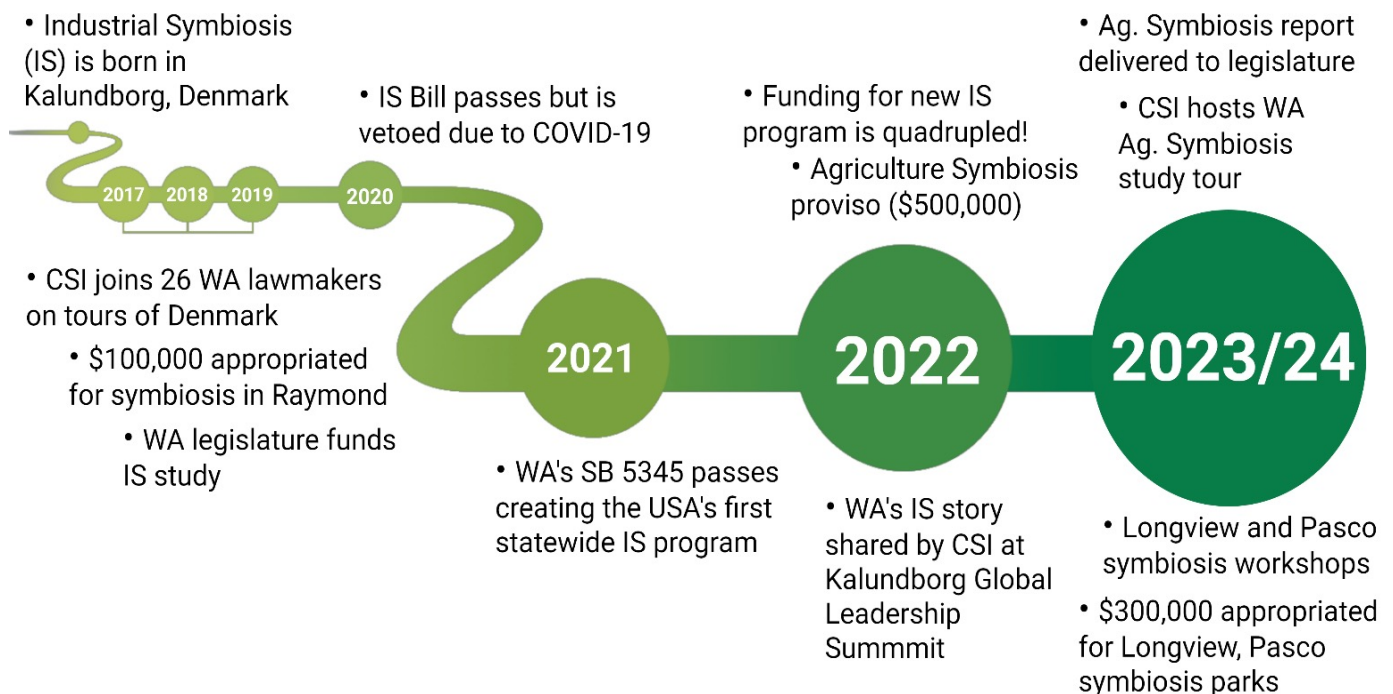 • Industrial Symbiosis
(IS) is born in
Kalundborg, Denmark
2017
2018
2019
• CSI joins 26 WA lawmakers
on tours of Denmark
• $100,000 appropriated
for symbiosis in Raymond
• WA legislature funds
IS study
• IS Bill passes but is
vetoed due to COVID-19
2020
2021
• WA's SB 5345 passes
creating the USA's first
statewide IS program
• Funding for new IS
program is quadrupled!
• Agriculture Symbiosis
proviso ($500,000)
2022
• WA's IS story
shared by CSI at
Kalundborg Global
Leadership
Summmit
• Ag. Symbiosis report
delivered to legislature
• CSI hosts WA
Ag. Symbiosis
study tour
2023/24
• Longview and Pasco
symbiosis workshops
• $300,000 appropriated
for Longview, Pasco
symbiosis parks